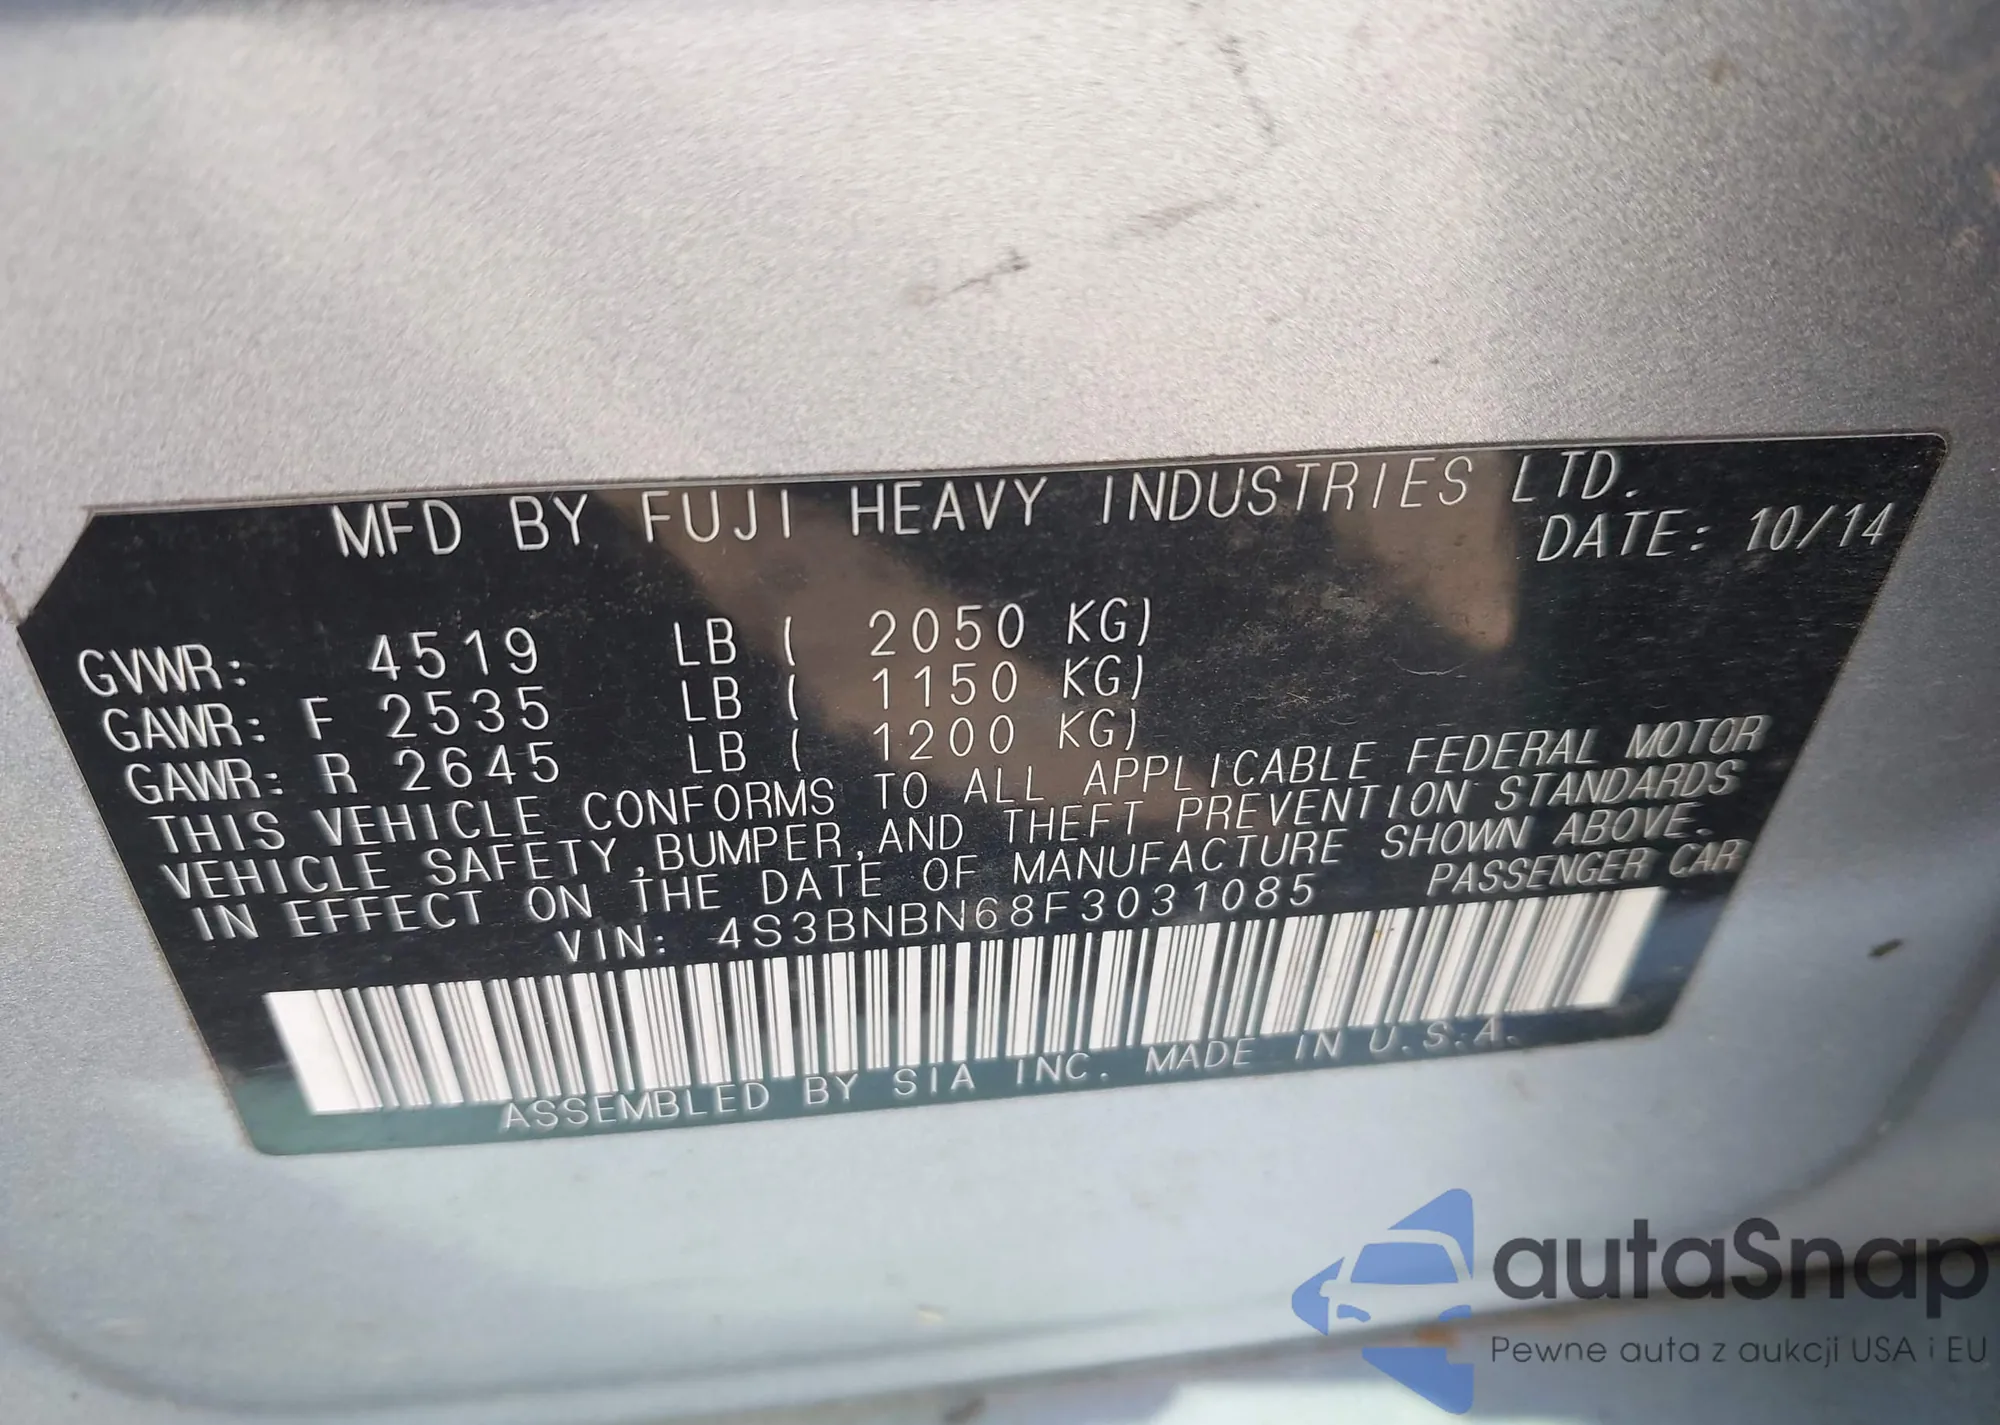 MFD BY FUJI HEAVY INDUSTRIES LTD.
DATE: 10/14
GVWR: 4519 LB ( 2050 KG)
GAWR: F 2535 LB ( 1150 KG)
GAWR: R 2645 LB ( 1200 KG)
THIS VEHICLE CONFORMS TO ALL APPLICABLE FEDERAL MOTOR
VEHICLE SAFETY,BUMPER,AND THEFT PREVENTION STANDARDS
IN EFFECT ON THE DATE OF MANUFACTURE SHOWN ABOVE.
VIN: 4S3BNBN68F3031085 PASSENGER CAR
ASSEMBLED BY SIA INC. MADE IN U.S.A.
autaSnap
Pewne auta z aukcji USA i EU